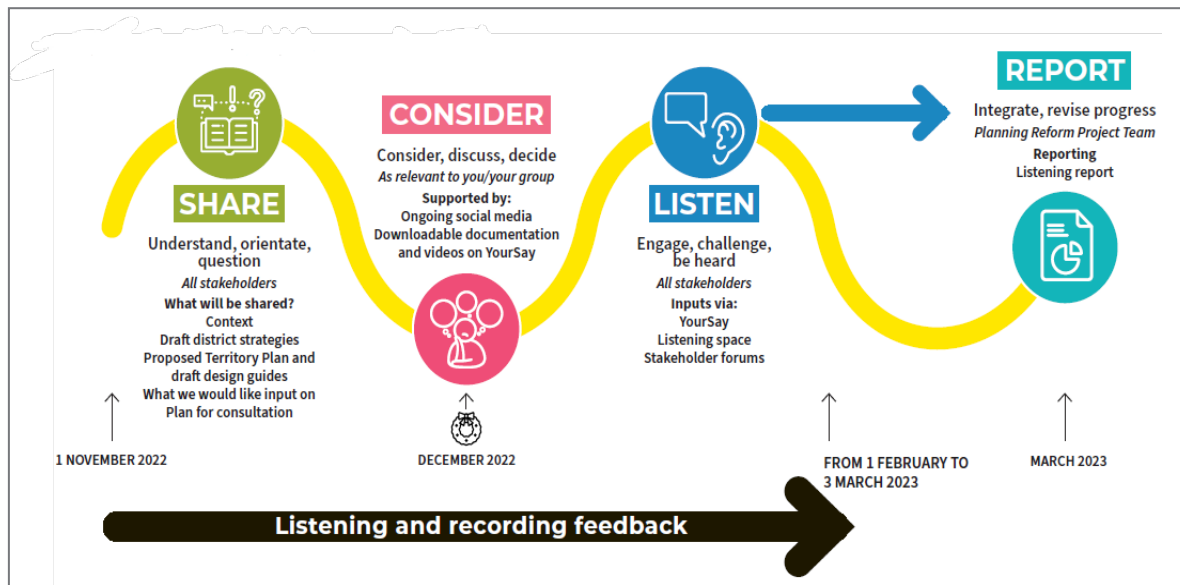 SHARE
Understand, orientate,
question
All stakeholders
What will be shared?
Context
Draft district strategies
Proposed Territory Plan and
draft design guides
What we would like input on
Plan for consultation
CONSIDER
Consider, discuss, decide
As relevant to you/your group
Supported by:
Ongoing social media
Downloadable documentation
and videos on YourSay
LISTEN
Engage, challenge,
be heard
All stakeholders
Inputs via:
YourSay
Listening space
Stakeholder forums
REPORT
Integrate, revise progress
Planning Reform Project Team
Reporting
Listening report
1 NOVEMBER 2022
DECEMBER 2022
FROM 1 FEBRUARY TO
3 MARCH 2023
MARCH 2023
Listening and recording feedback